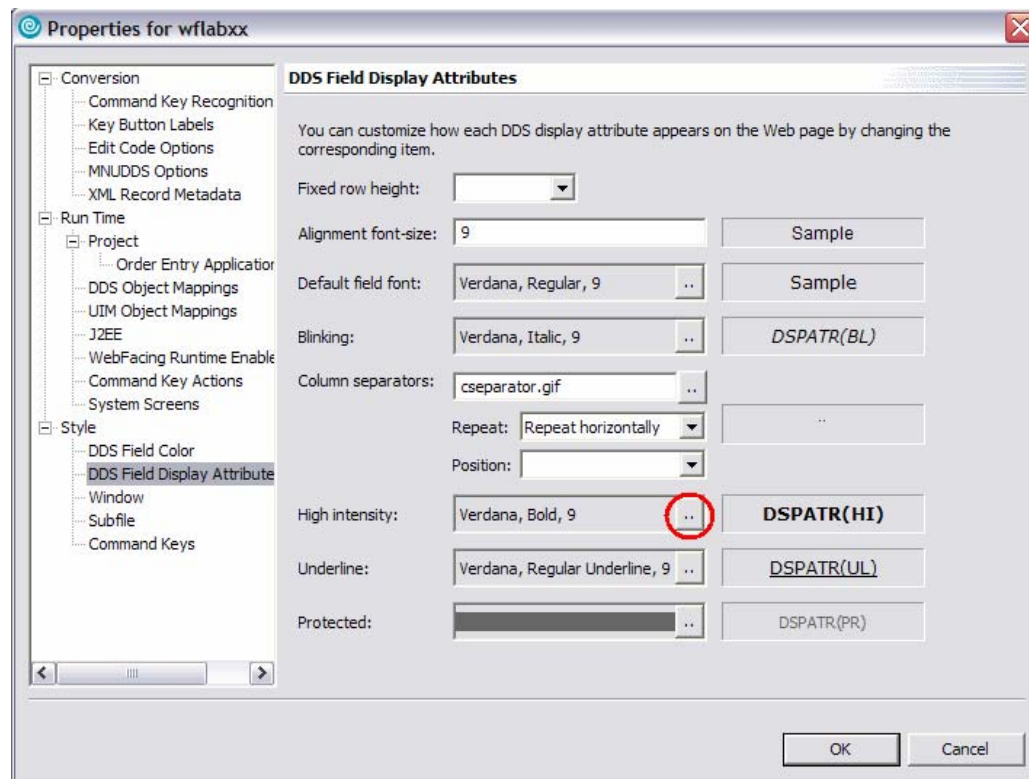 Properties for wflabxx
Conversion
Command Key Recognition
Key Button Labels
Edit Code Options
MNUDDS Options
XML Record Metadata
Run Time
Project
Order Entry Application
DDS Object Mappings
UIM Object Mappings
J2EE
WebFacing Runtime Enable
Command Key Actions
System Screens
Style
DDS Field Color
DDS Field Display Attribute
Window
Subfile
Command Keys
DDS Field Display Attributes
You can customize how each DDS display attribute appears on the Web page by changing the
corresponding item.
Fixed row height:
Alignment font-size: 9 Sample
Default field font: Verdana, Regular, 9 .. Sample
Blinking: Verdana, Italic, 9 .. DSPATR(BL)
Column separators: cseparator.gif ..
Repeat: Repeat horizontally ..
Position:
High intensity: Verdana, Bold, 9 .. DSPATR(HI)
Underline: Verdana, Regular Underline, 9 .. DSPATR(UL)
Protected: .. DSPATR(PR)
OK Cancel